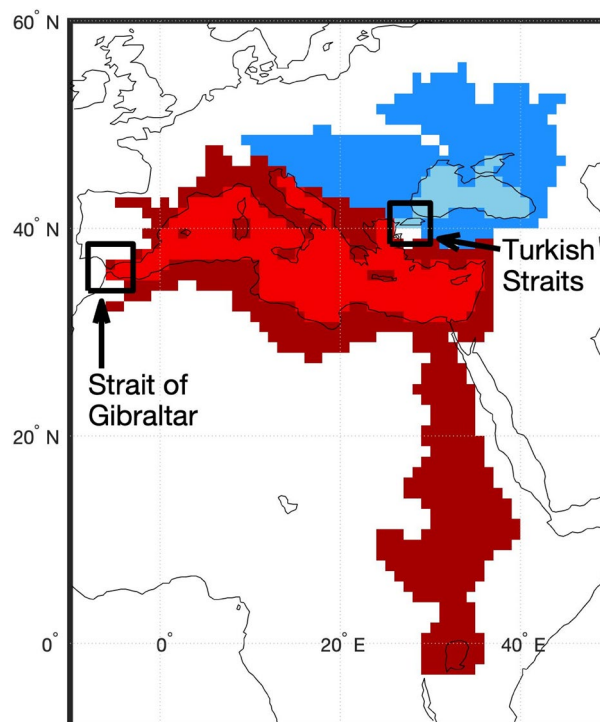 60° N
40° N
Turkish
Straits
Strait of
Gibraltar
20° N
0°
0°
20° E
40° E